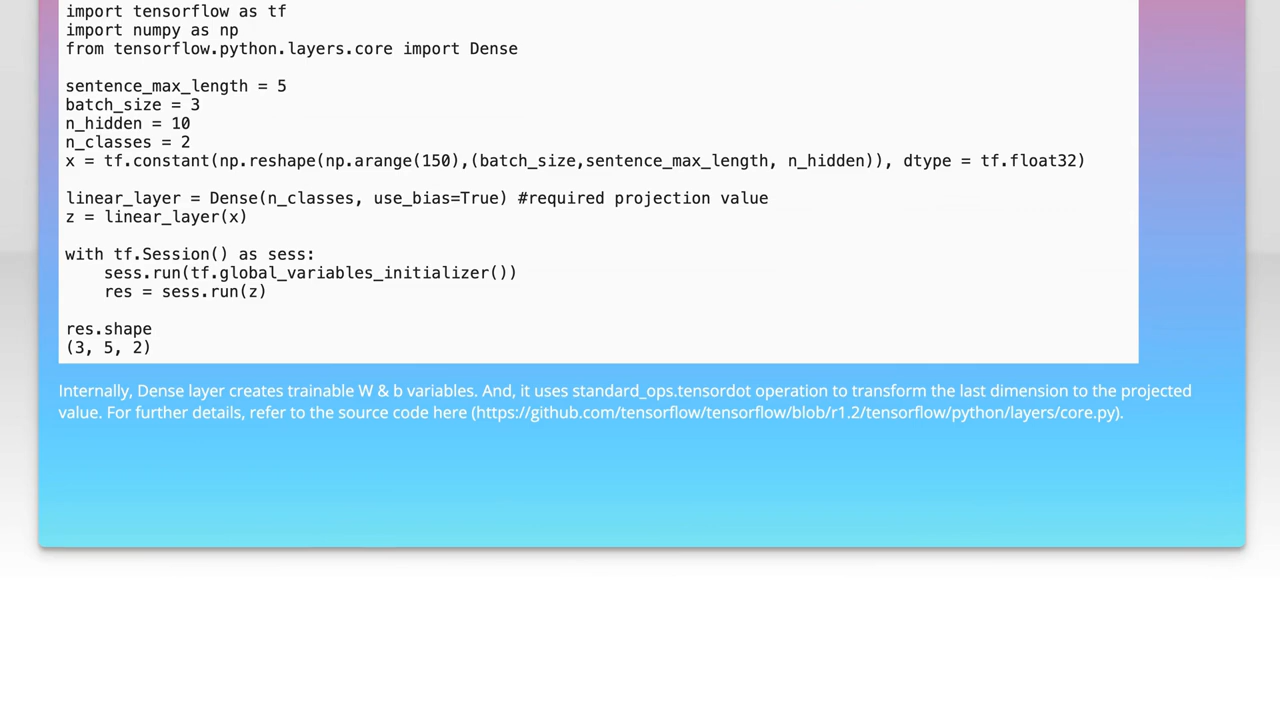 import tensorflow as tf
import numpy as np
from tensorflow.python.layers.core import Dense
sentence_max_length = 5
batch_size = 3
n_hidden = 10
n_classes = 2
x = tf.constant(np.reshape(np.arange(150),(batch_size,sentence_max_length, n_hidden)), dtype = tf.float32)
linear_layer = Dense(n_classes, use_bias=True) #required projection value
z = linear_layer(x)
with tf.Session() as sess:
    sess.run(tf.global_variables_initializer())
    res = sess.run(z)
res.shape
(3, 5, 2)
Internally, Dense layer creates trainable W & b variables. And, it uses standard_ops.tensordot operation to transform the last dimension to the projected
value. For further details, refer to the source code here (https://github.com/tensorflow/tensorflow/blob/r1.2/tensorflow/python/layers/core.py).